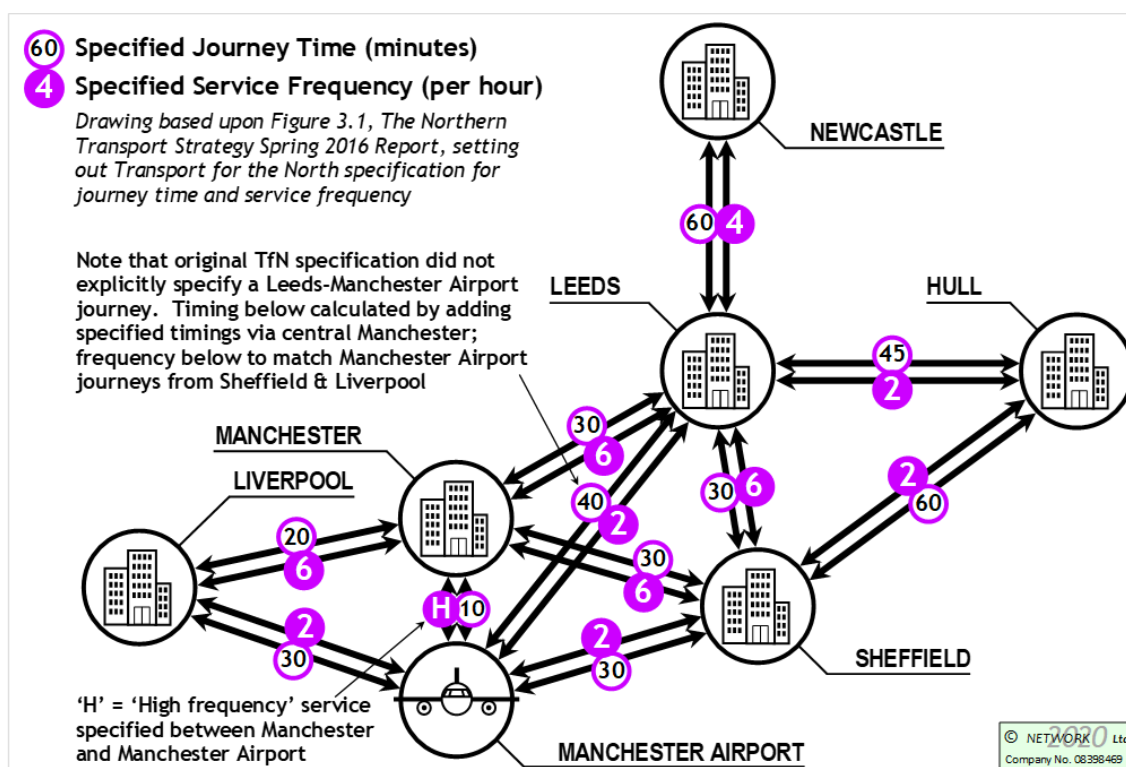 60 Specified Journey Time (minutes)
4 Specified Service Frequency (per hour)
Drawing based upon Figure 3.1, The Northern
Transport Strategy Spring 2016 Report, setting
out Transport for the North specification for
journey time and service frequency
NEWCASTLE
60 4
Note that original TfN specification did not
explicitly specify a Leeds-Manchester Airport
journey. Timing below calculated by adding
specified timings via central Manchester;
frequency below to match Manchester Airport
journeys from Sheffield & Liverpool
LEEDS
HULL
45
2
MANCHESTER
30
6
LIVERPOOL
40
2
30 6
2
60
20
6
30
6
H 10
2
30
2
30
SHEFFIELD
'H' = 'High frequency' service
specified between Manchester
and Manchester Airport
MANCHESTER AIRPORT
© NETWORK 2020 Ltd
Company No. 08398469